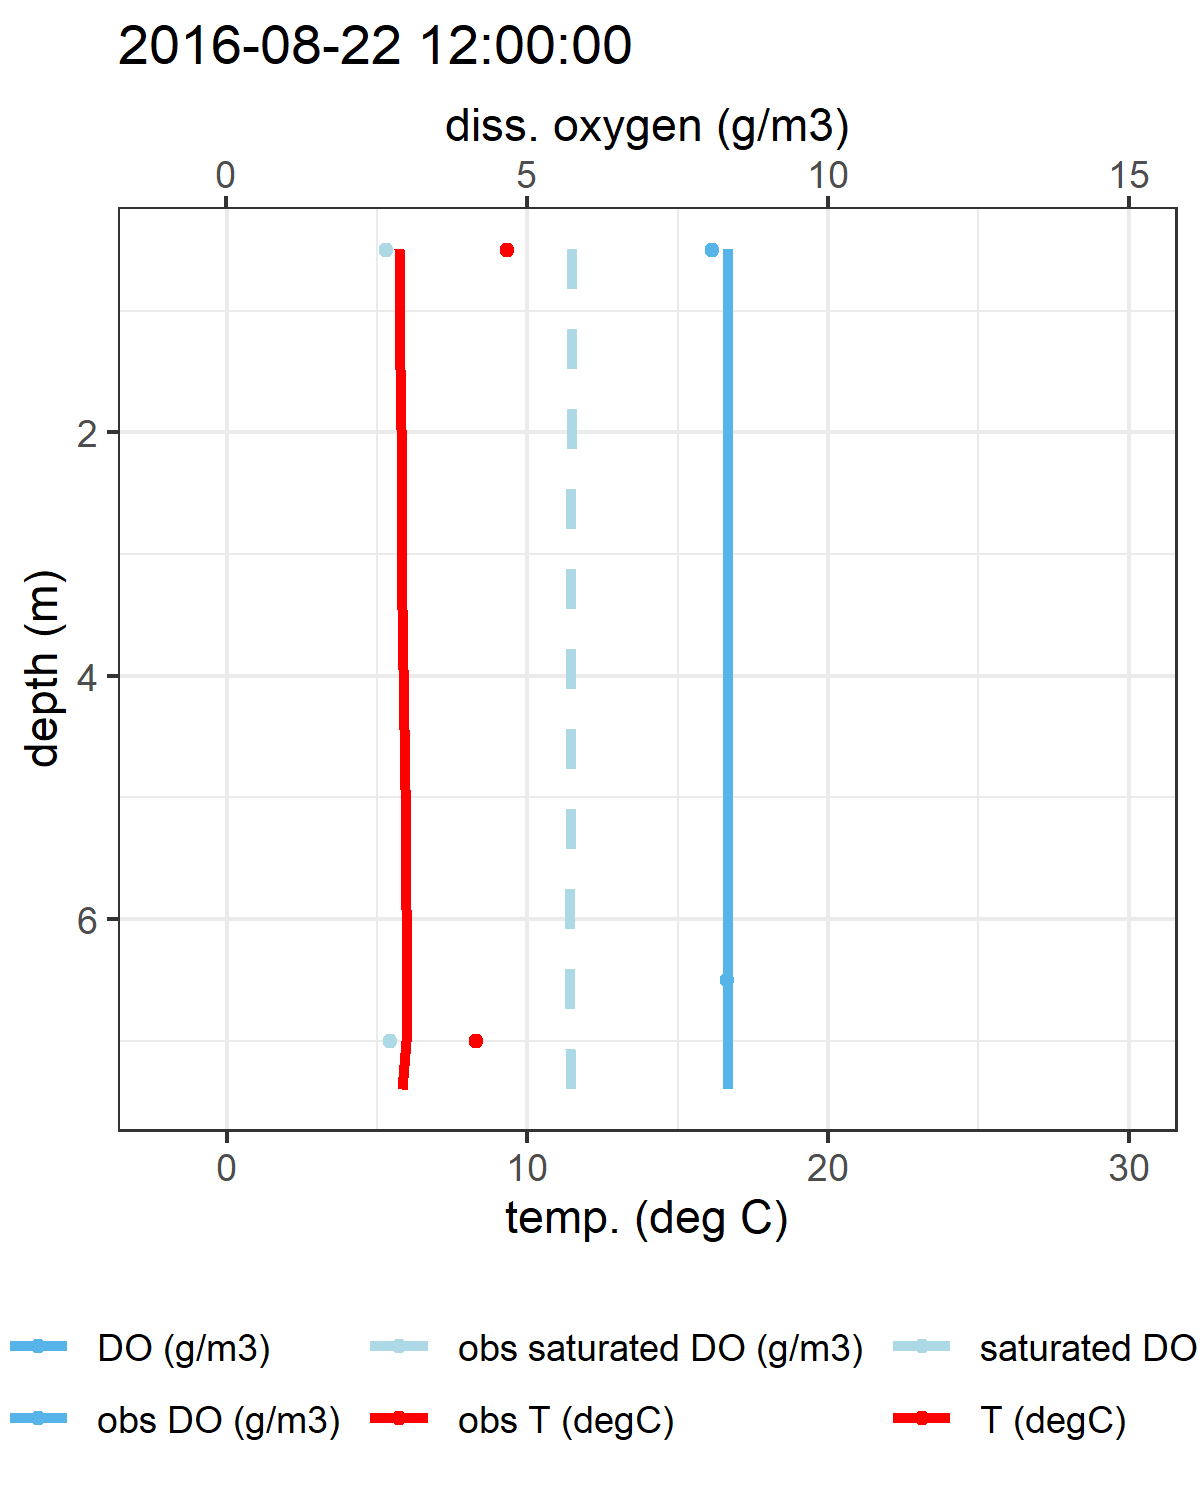 2016-08-22 12:00:00
diss. oxygen (g/m3)
0 5 10 15
2
4
6
depth (m)
0 10 20 30
temp. (deg C)
DO (g/m3) obs saturated DO (g/m3) saturated DO
obs DO (g/m3) obs T (degC) T (degC)